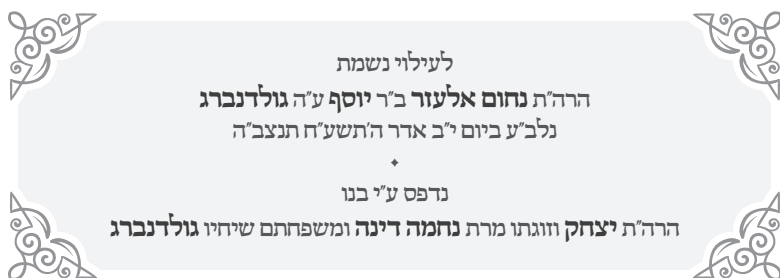 לעילוי נשמת
הרה״ת נחום אלעזר ב״ר יוסף ע״ה גולדנברג
נלב״ע ביום י״ב אדר ה׳תשע״ח תנצב״ה
נדפס ע״י בנו
הרה״ת יצחק וזוגתו מרת נחמה דינה ומשפחתם שיחיו גולדנברג